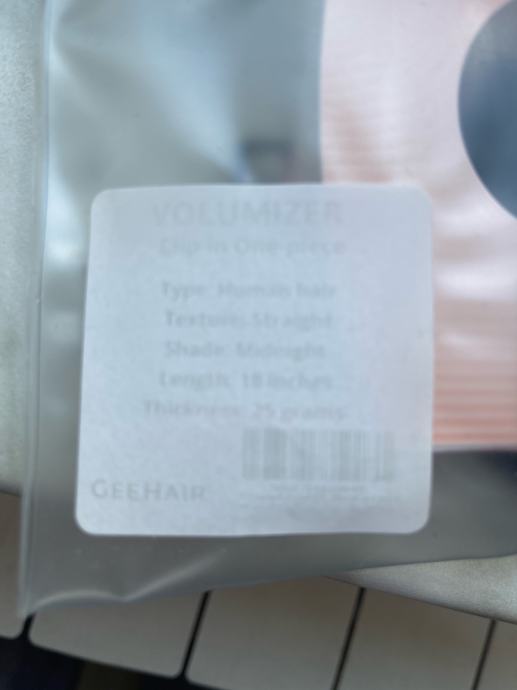 VOLUMIZER
Clip in One-piece
Type: Human hair
Texture: Straight
Shade: Midnight
Length: 18 inches
Thickness: 25 grams
GEEHAIR